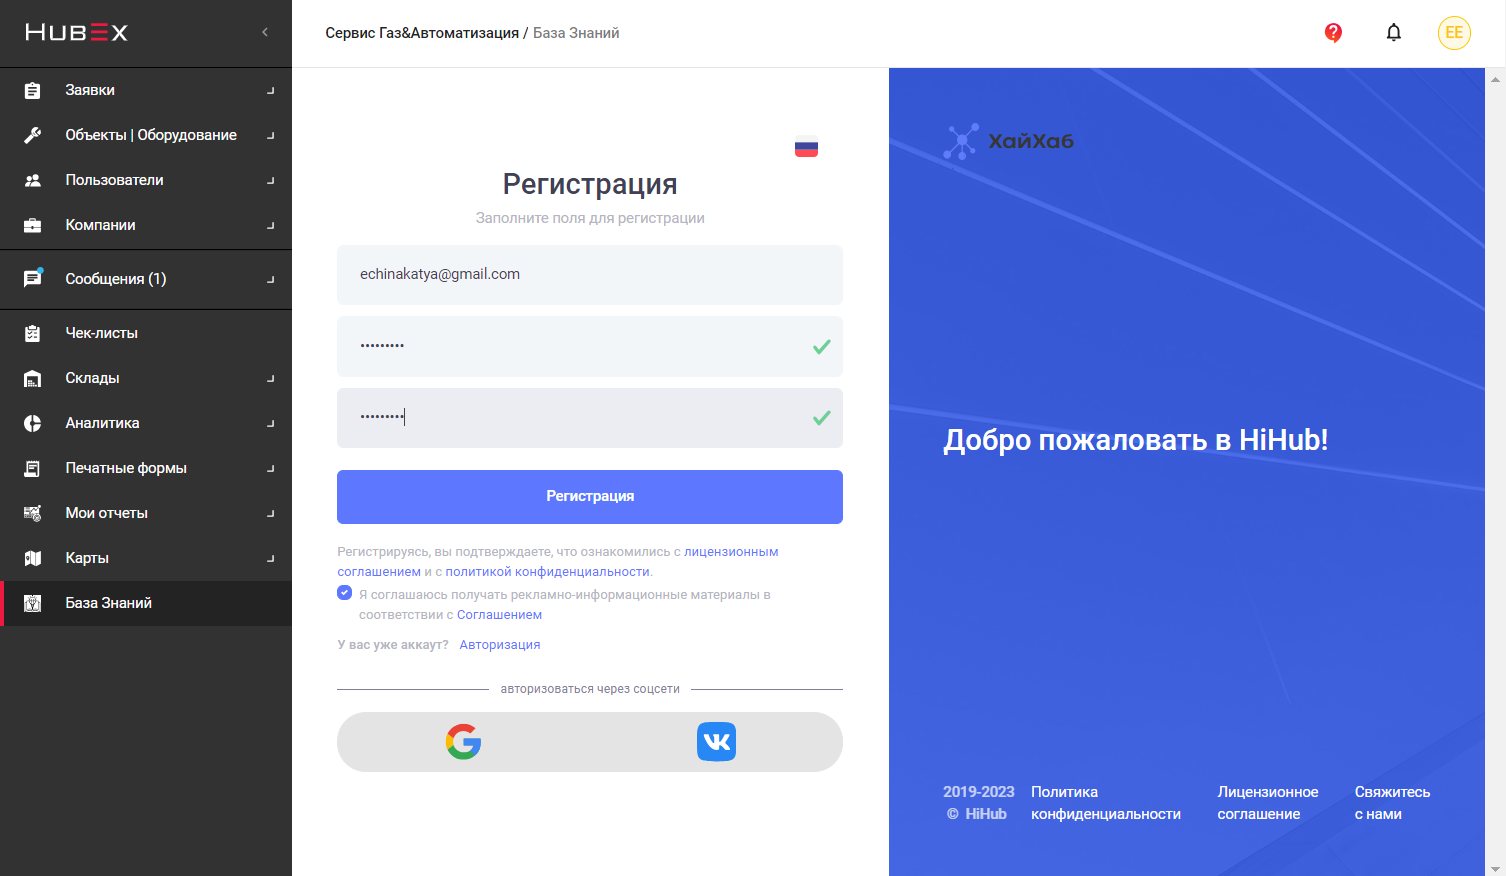 HUBEX
Сервис Газ&Автоматизация / База Знаний
EE
Заявки
Объекты | Оборудование
Пользователи
Компании
Сообщения (1)
Чек-листы
Склады
Аналитика
Печатные формы
Мои отчеты
Карты
База Знаний
Регистрация
Заполните поля для регистрации
echinakatya@gmail.com
•••••••••
•••••••••
Регистрация
Регистрируясь, вы подтверждаете, что ознакомились с лицензионным
соглашением и с политикой конфиденциальности.
Я соглашаюсь получать рекламно-информационные материалы в
соответствии с Соглашением
У вас уже аккаут? Авторизация
авторизоваться через соцсети
ХайХаб
Добро пожаловать в HiHub!
2019-2023
© HiHub
Политика
конфиденциальности
Лицензионное
соглашение
Свяжитесь
с нами